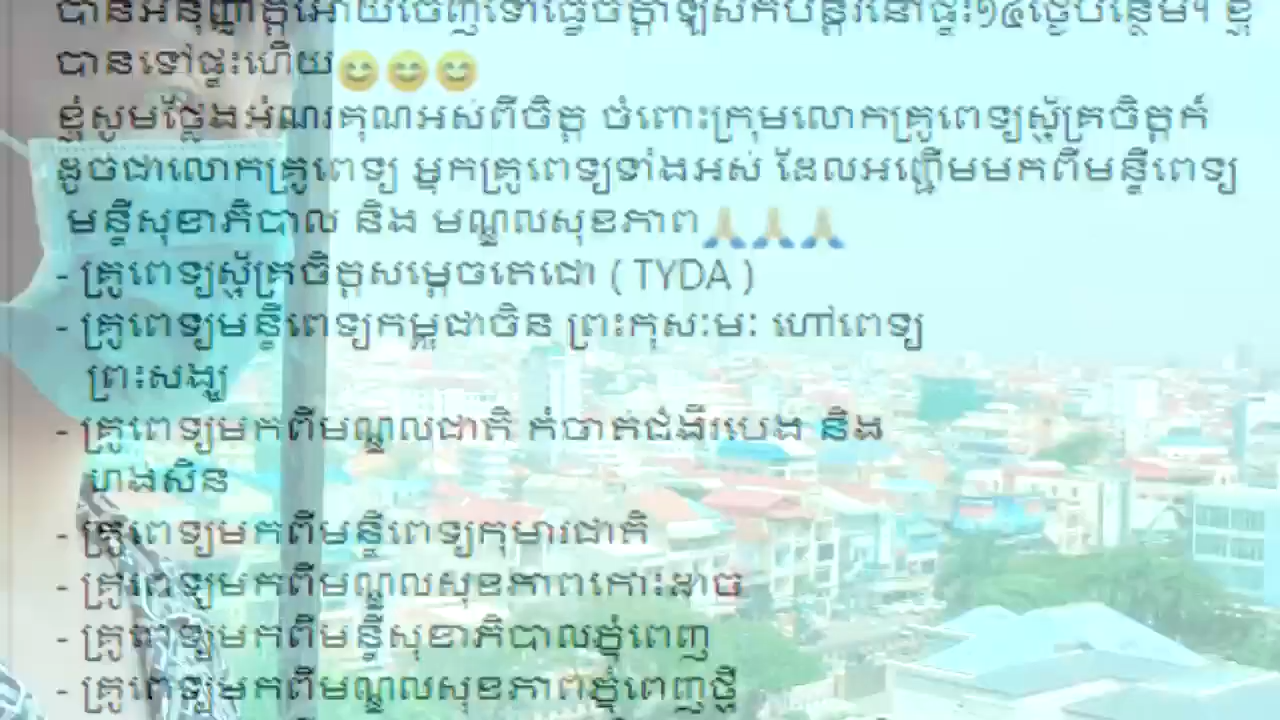 បានអនុញ្ញាត្តអោយចេញទៅធ្វើចត្តាឡីសកបន្តនៅផ្ទះ១៤ថ្ងៃបន្ថែម។ ខ្ញុំ
បានទៅផ្ទះហើយ😊😊😊
ខ្ញុំសូមថ្លែងអំណរគុណអស់ពីចិត្ត ចំពោះក្រុមលោកគ្រូពេទ្យស្ម័គ្រចិត្តក៏
ដូចជាលោកគ្រូពេទ្យ អ្នកគ្រូពេទ្យទាំងអស់ ដែលអញ្ជើមមកពីមន្ទីពេទ្យ
មន្ទីសុខាភិបាល និង មណ្ឌលសុខភាព🙏🙏🙏
- គ្រូពេទ្យស្ម័គ្រចិត្តសម្តេចតេជោ ( TYDA )
- គ្រូពេទ្យមន្ទីពេទ្យកម្ពុជាចិន ព្រះកុសៈមៈ ហៅពេទ្យ
ព្រះសង្ឃ
- គ្រូពេទ្យមកពីមណ្ឌលជាតិ កំចាត់ជំងឺរបេង និង
ហង់សិន
- គ្រូពេទ្យមកពីមន្ទីពេទ្យកុមារជាតិ
- គ្រូពេទ្យមកពីមណ្ឌលសុខភាពកោះដាច
- គ្រូពេទ្យមកពីមន្ទីសុខាភិបាលភ្នំពេញ
- គ្រូពេទ្យមកពីមណ្ឌលសុខភាពភ្នំពេញថ្មី